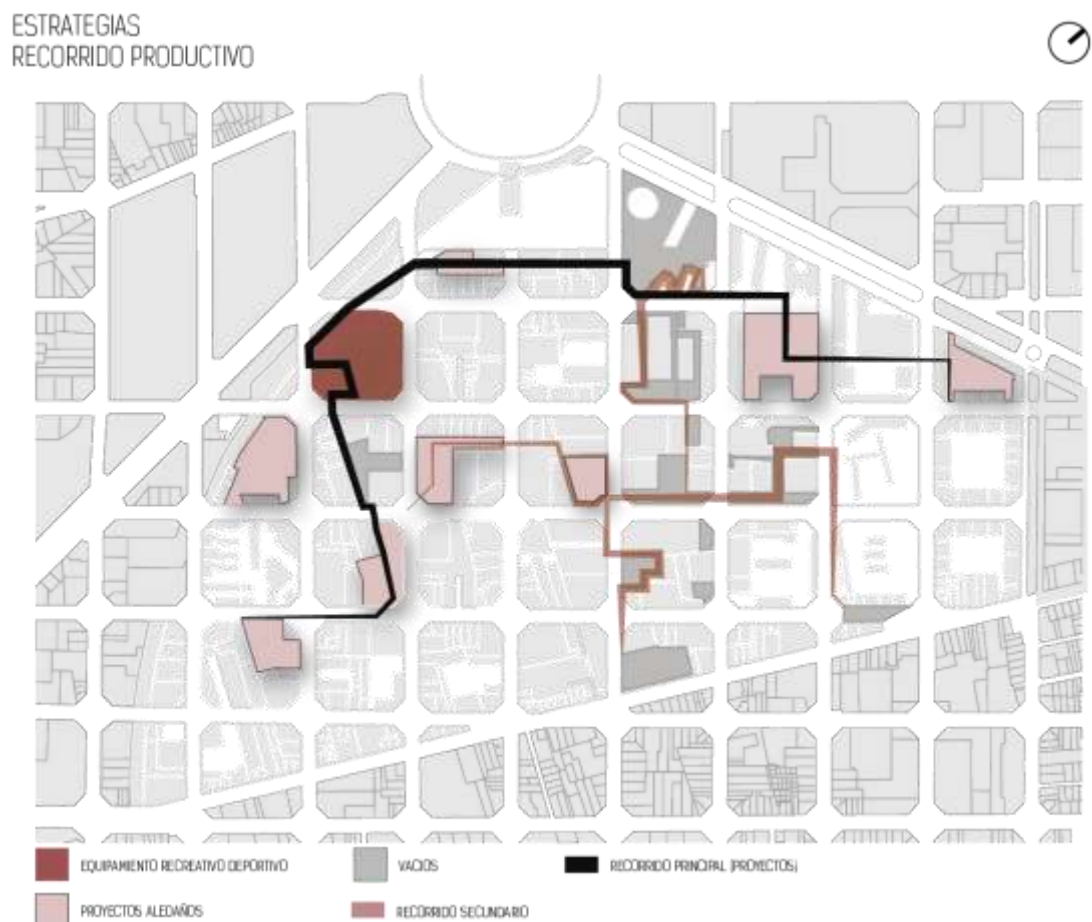 ESTRATEGIAS
RECORRIDO PRODUCTIVO
EQUIPAMIENTO RECREATIVO DEPORTIVO
VACIOS
RECORRIDO PRINCIPAL (PROYECTOS)
PROYECTOS ALEDAÑOS
RECORRIDO SECUNDARIO